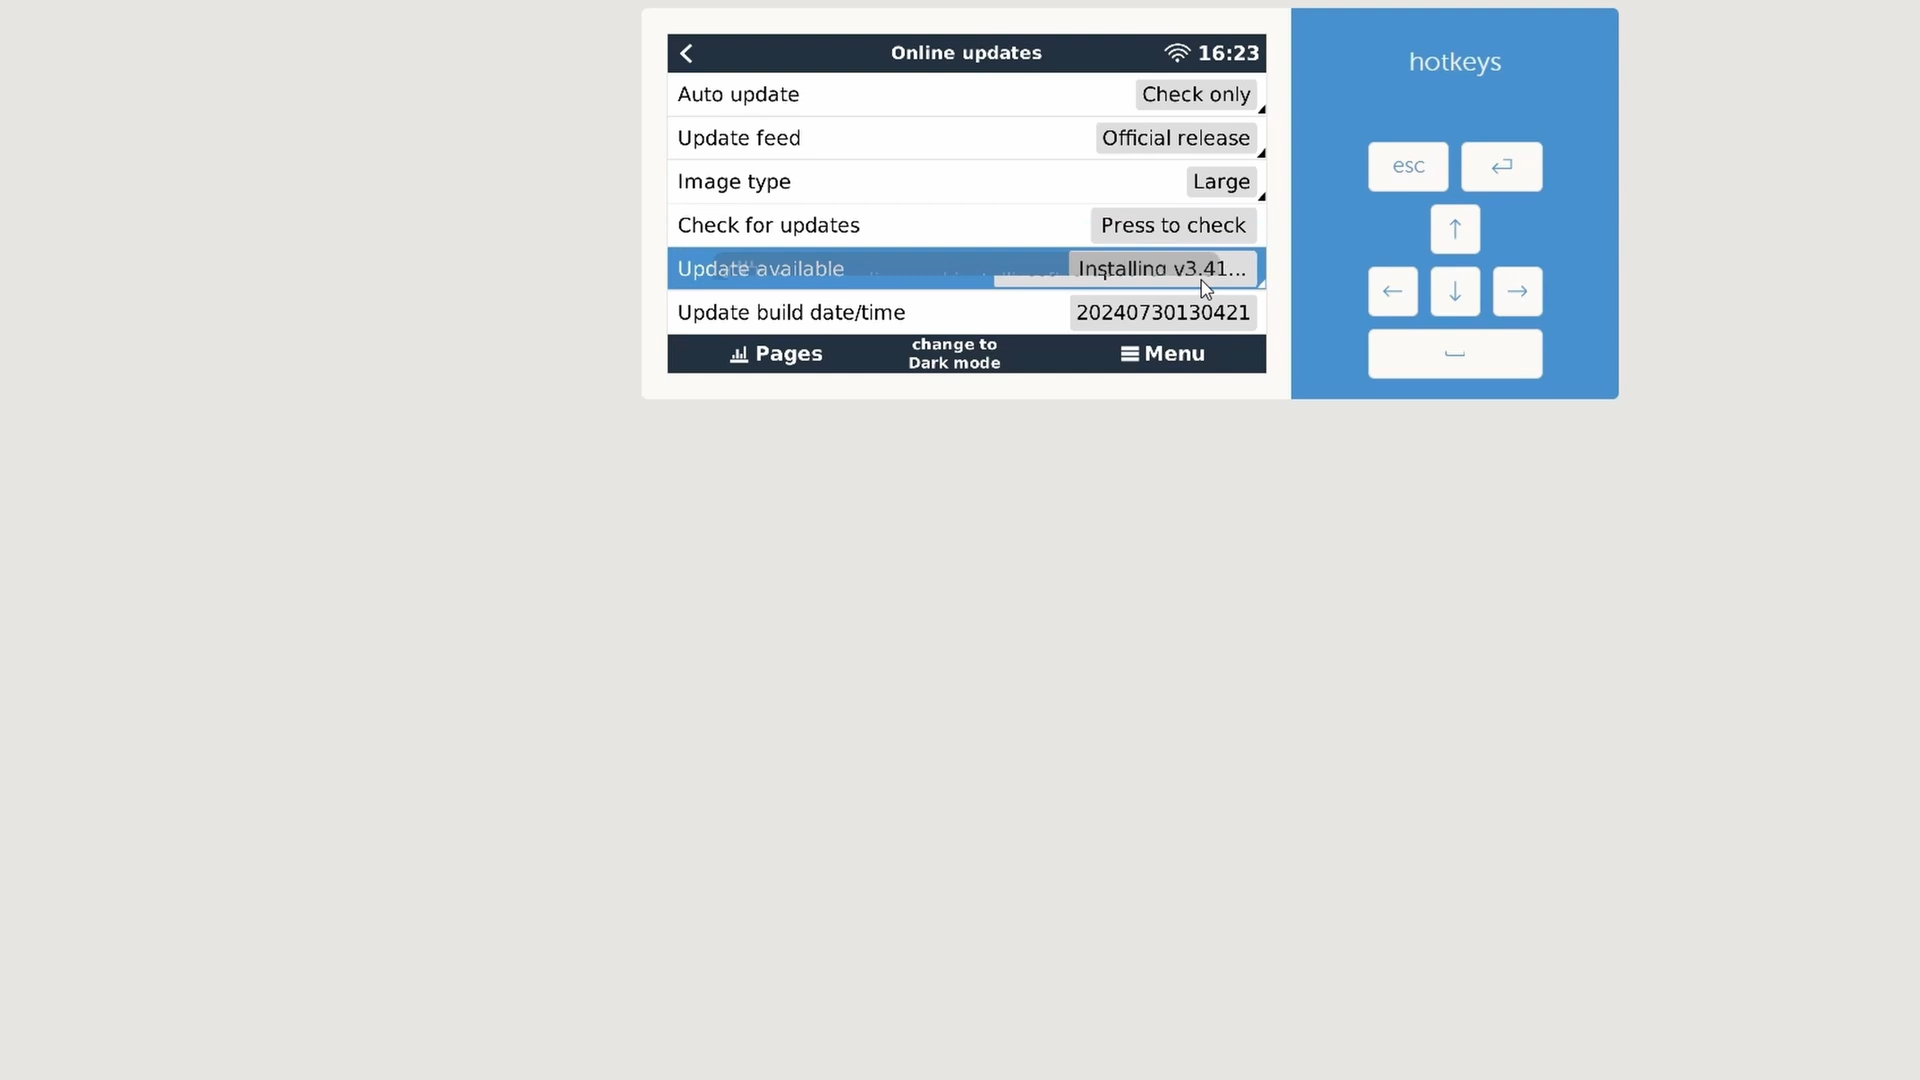 Online updates 16:23
Auto update Check only
Update feed Official release
Image type Large
Check for updates Press to check
Update available Installing v3.41...
Update build date/time 20240730130421
Pages change to Dark mode Menu
hotkeys
esc